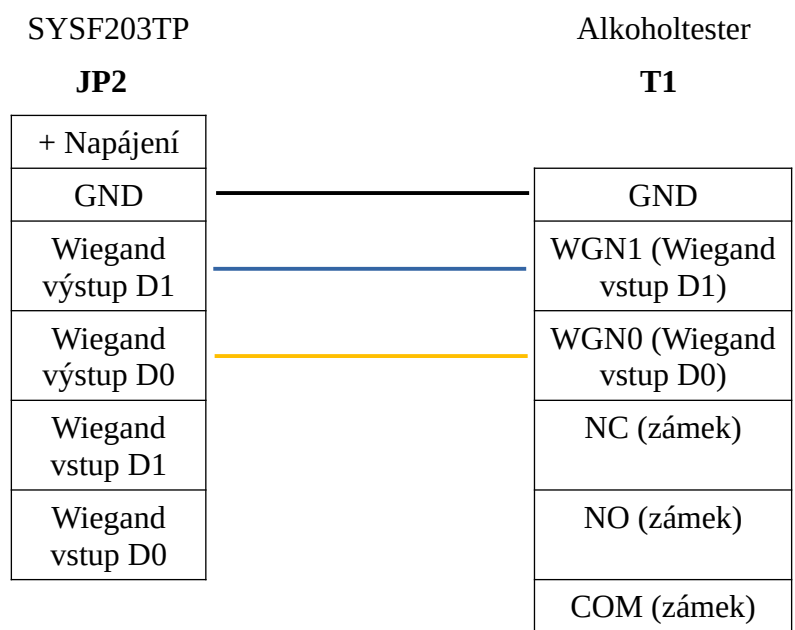 SYSF203TP
JP2
+ Napájení
GND
Wiegand
výstup D1
Wiegand
výstup D0
Wiegand
vstup D1
Wiegand
vstup D0
Alkoholtester
T1
GND
WGN1 (Wiegand
vstup D1)
WGN0 (Wiegand
vstup D0)
NC (zámek)
NO (zámek)
COM (zámek)